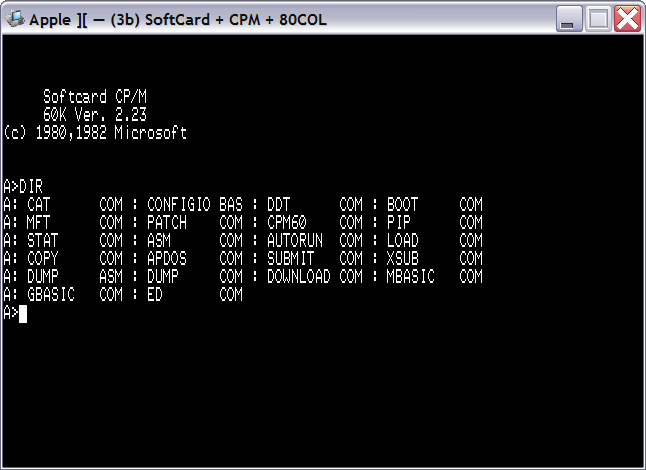 Apple ][ — (3b) SoftCard + CPM + 80COL
Softcard CP/M
60K Ver. 2.23
(c) 1980,1982 Microsoft
A>DIR
A: CAT      COM : CONFIGIO BAS : DDT      COM : BOOT     COM
A: MFT      COM : PATCH    COM : CPM60    COM : PIP      COM
A: STAT     COM : ASM      COM : AUTORUN  COM : LOAD     COM
A: COPY     COM : APDOS    COM : SUBMIT   COM : XSUB     COM
A: DUMP     ASM : DUMP     COM : DOWNLOAD COM : MBASIC   COM
A: GBASIC   COM : ED       COM
A>